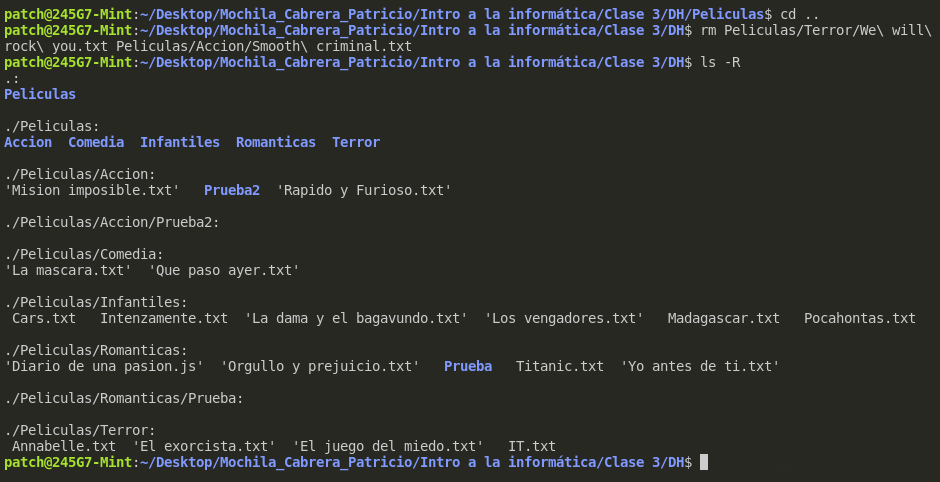 patch@245G7-Mint:~/Desktop/Mochila_Cabrera_Patricio/Intro a la informática/Clase 3/DH/Peliculas$ cd ..
patch@245G7-Mint:~/Desktop/Mochila_Cabrera_Patricio/Intro a la informática/Clase 3/DH$ rm Peliculas/Terror/We\ will\
rock\ you.txt Peliculas/Accion/Smooth\ criminal.txt
patch@245G7-Mint:~/Desktop/Mochila_Cabrera_Patricio/Intro a la informática/Clase 3/DH$ ls -R
.:
Peliculas

./Peliculas:
Accion  Comedia  Infantiles  Romanticas  Terror

./Peliculas/Accion:
'Mision imposible.txt'   Prueba2  'Rapido y Furioso.txt'

./Peliculas/Accion/Prueba2:

./Peliculas/Comedia:
'La mascara.txt'  'Que paso ayer.txt'

./Peliculas/Infantiles:
 Cars.txt   Intenzamente.txt  'La dama y el bagavundo.txt'  'Los vengadores.txt'   Madagascar.txt   Pocahontas.txt

./Peliculas/Romanticas:
'Diario de una pasion.js'  'Orgullo y prejuicio.txt'   Prueba   Titanic.txt  'Yo antes de ti.txt'

./Peliculas/Romanticas/Prueba:

./Peliculas/Terror:
 Annabelle.txt  'El exorcista.txt'  'El juego del miedo.txt'   IT.txt
patch@245G7-Mint:~/Desktop/Mochila_Cabrera_Patricio/Intro a la informática/Clase 3/DH$